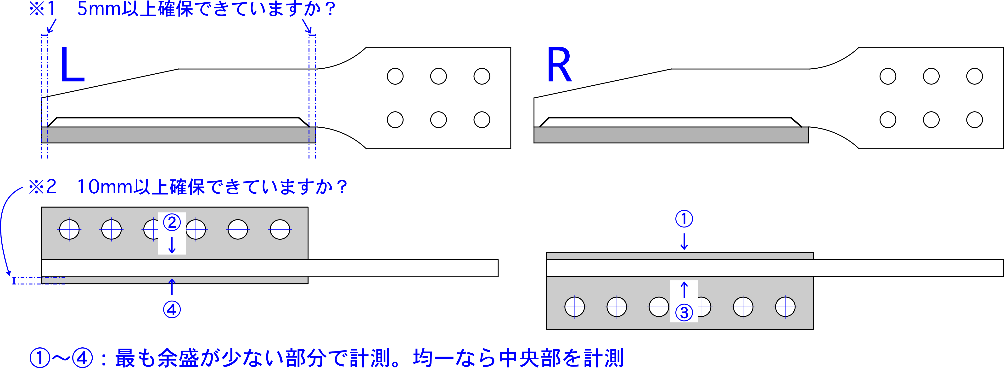 ※1　5mm以上確保できていますか？
L
R
※2　10mm以上確保できていますか？
②
①
④
③
①～④：最も余盛が少ない部分で計測。均一なら中央部を計測